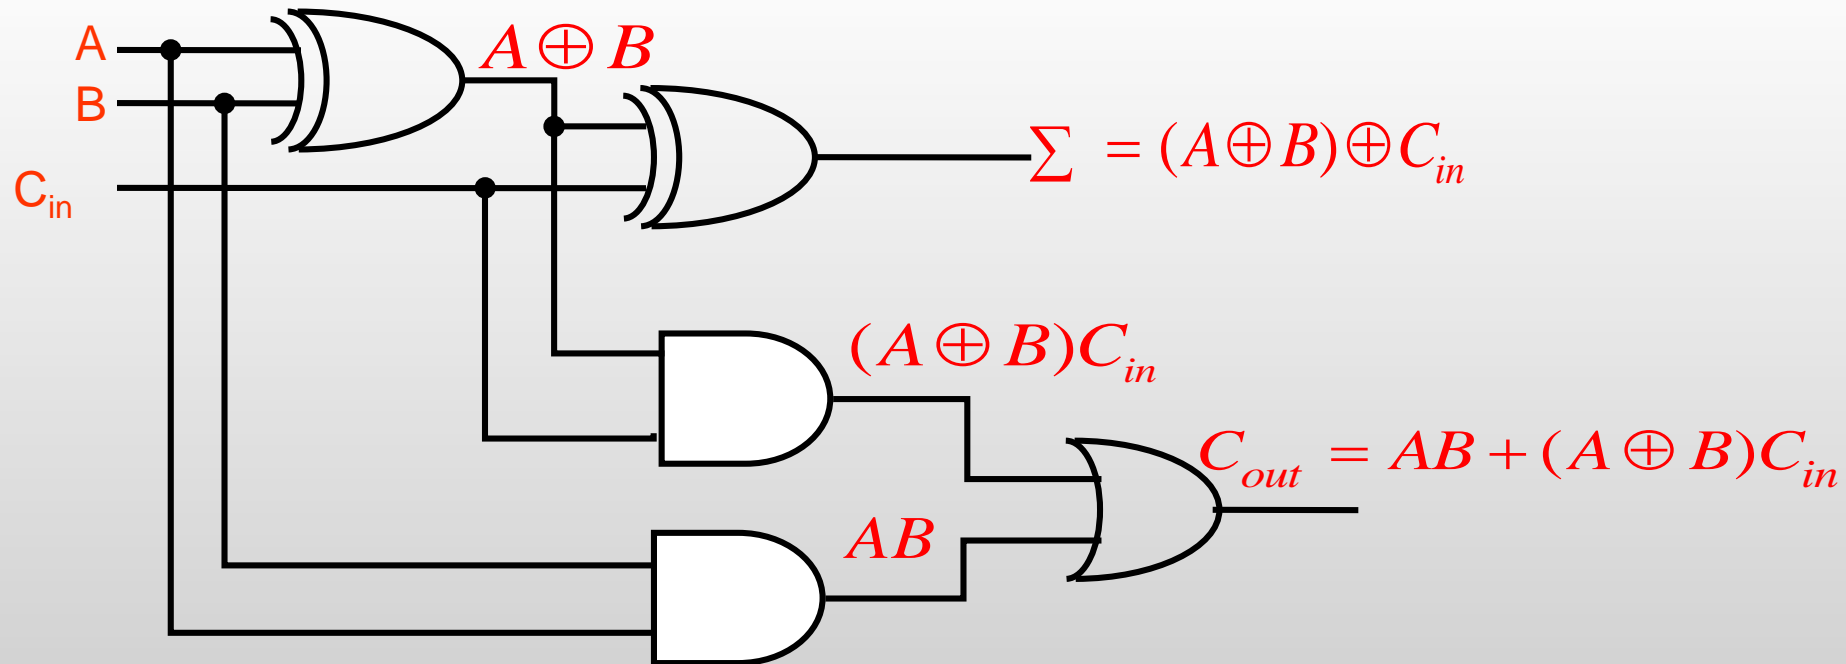 A
B
C_in
A ⊕ B
∑ = (A ⊕ B) ⊕ C_in
(A ⊕ B)C_in
C_out = AB + (A ⊕ B)C_in
AB